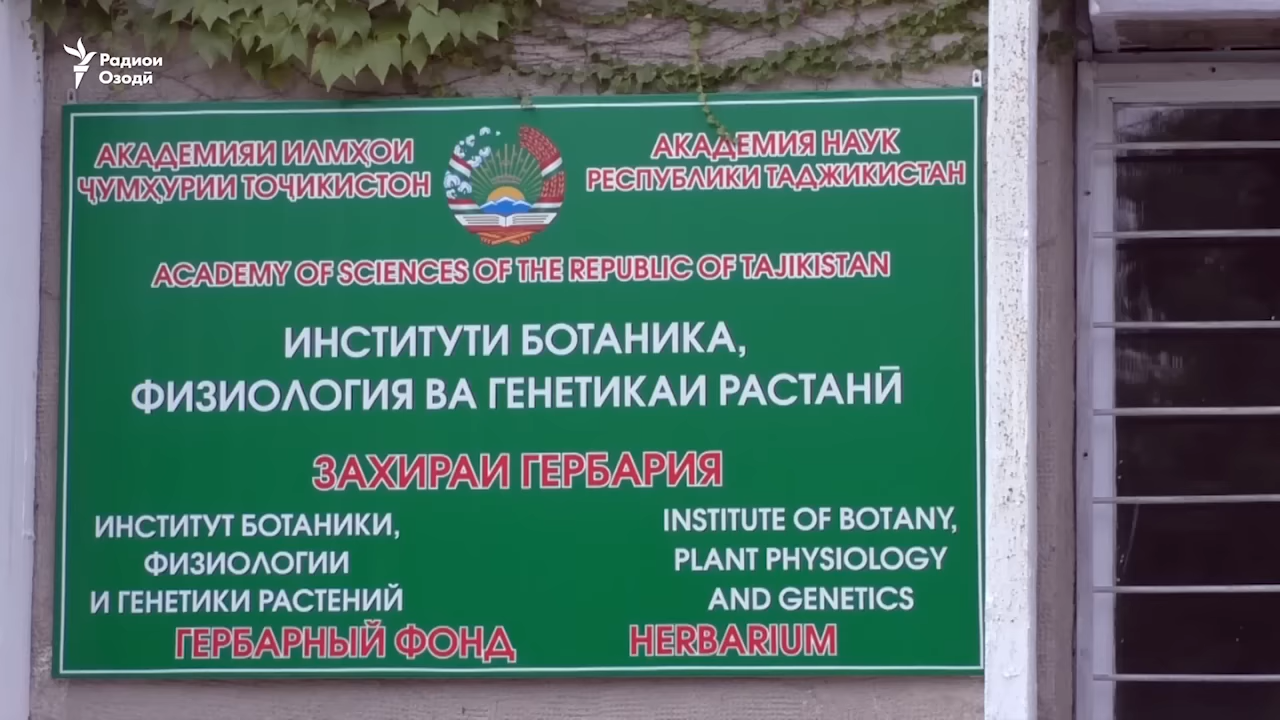 Радиои
Озодӣ
АКАДЕМИЯИ ИЛМҲОИ
ҶУМҲУРИИ ТОҶИКИСТОН
АКАДЕМИЯ НАУК
РЕСПУБЛИКИ ТАДЖИКИСТАН
ACADEMY OF SCIENCES OF THE REPUBLIC OF TAJIKISTAN
ИНСТИТУТИ БОТАНИКА,
ФИЗИОЛОГИЯ ВА ГЕНЕТИКАИ РАСТАНӢ
ЗАХИРАИ ГЕРБАРИЯ
ИНСТИТУТ БОТАНИКИ,
ФИЗИОЛОГИИ
И ГЕНЕТИКИ РАСТЕНИЙ
ГЕРБАРНЫЙ ФОНД
INSTITUTE OF BOTANY,
PLANT PHYSIOLOGY
AND GENETICS
HERBARIUM